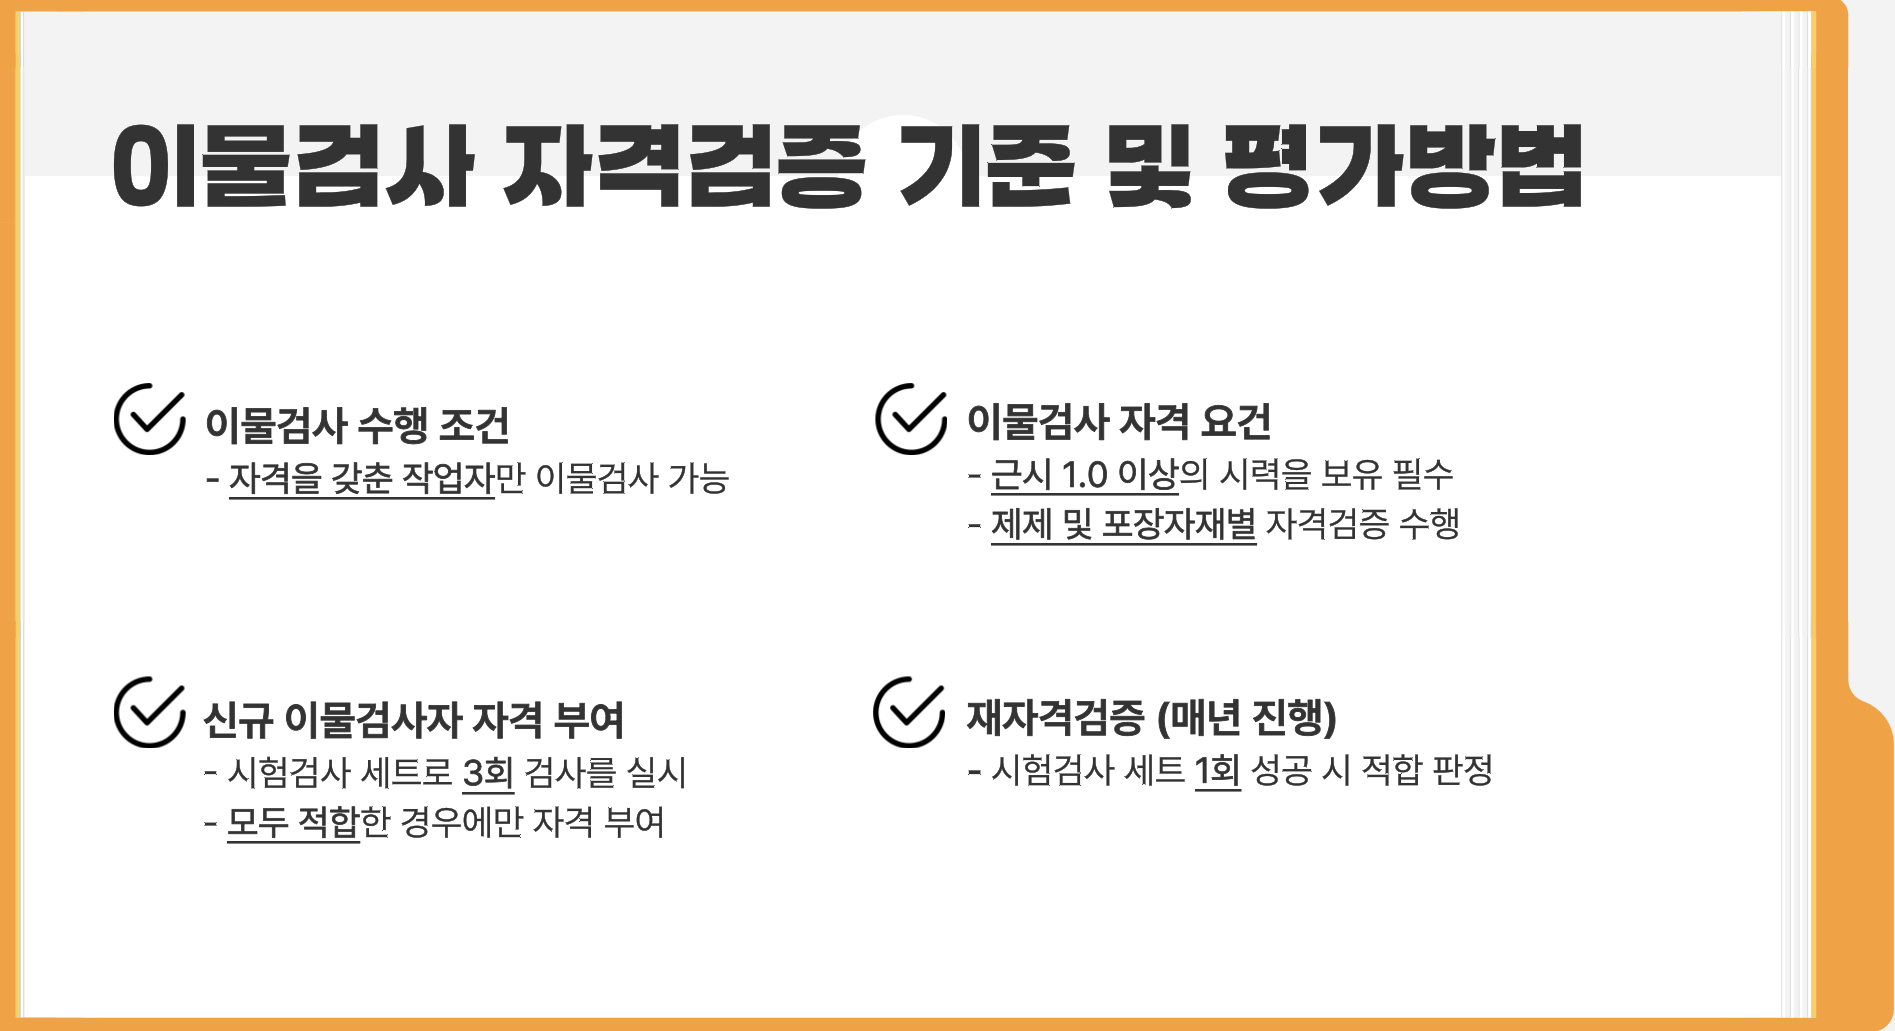 이물검사 자격검증 기준 및 평가방법
이물검사 수행 조건
- 자격을 갖춘 작업자만 이물검사 가능
이물검사 자격 요건
- 근시 1.0 이상의 시력을 보유 필수
- 제제 및 포장자재별 자격검증 수행
신규 이물검사자 자격 부여
- 시험검사 세트로 3회 검사를 실시
- 모두 적합한 경우에만 자격 부여
재자격검증 (매년 진행)
- 시험검사 세트 1회 성공 시 적합 판정